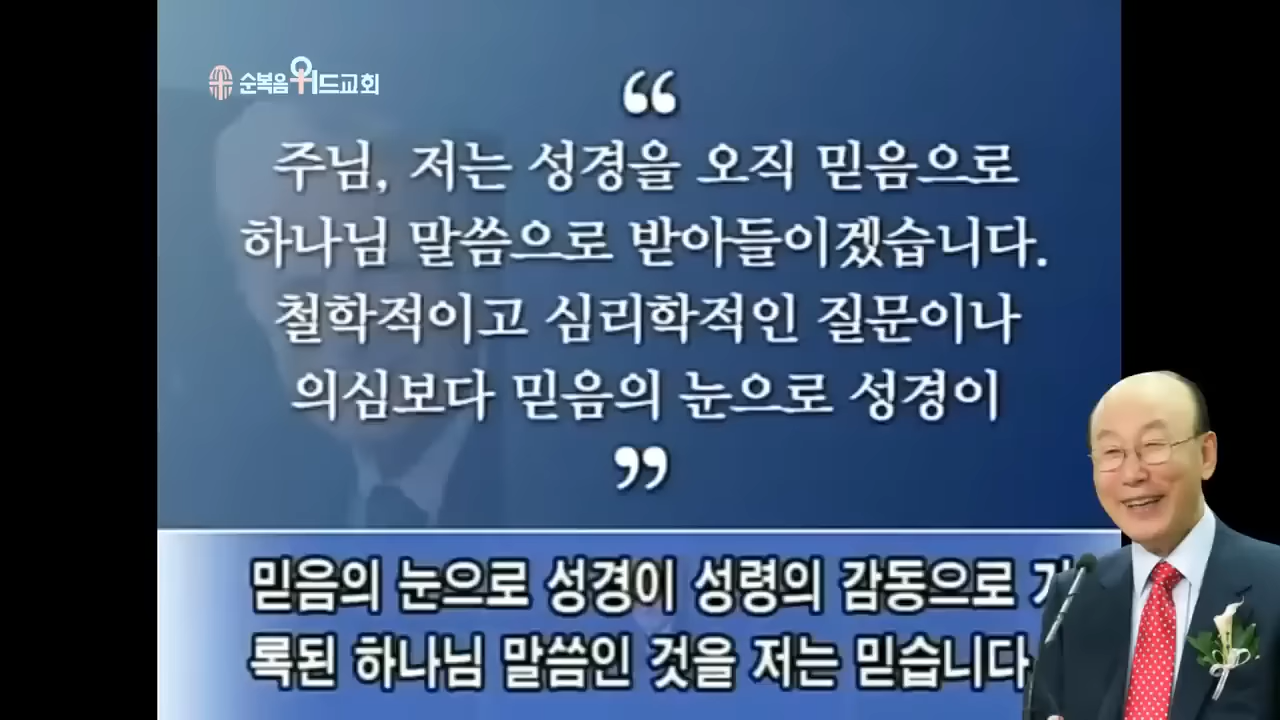 순복음워드교회
“
주님, 저는 성경을 오직 믿음으로
하나님 말씀으로 받아들이겠습니다.
철학적이고 심리학적인 질문이나
의심보다 믿음의 눈으로 성경이
”
믿음의 눈으로 성경이 성령의 감동으로
록된 하나님 말씀인 것을 저는 믿습니다